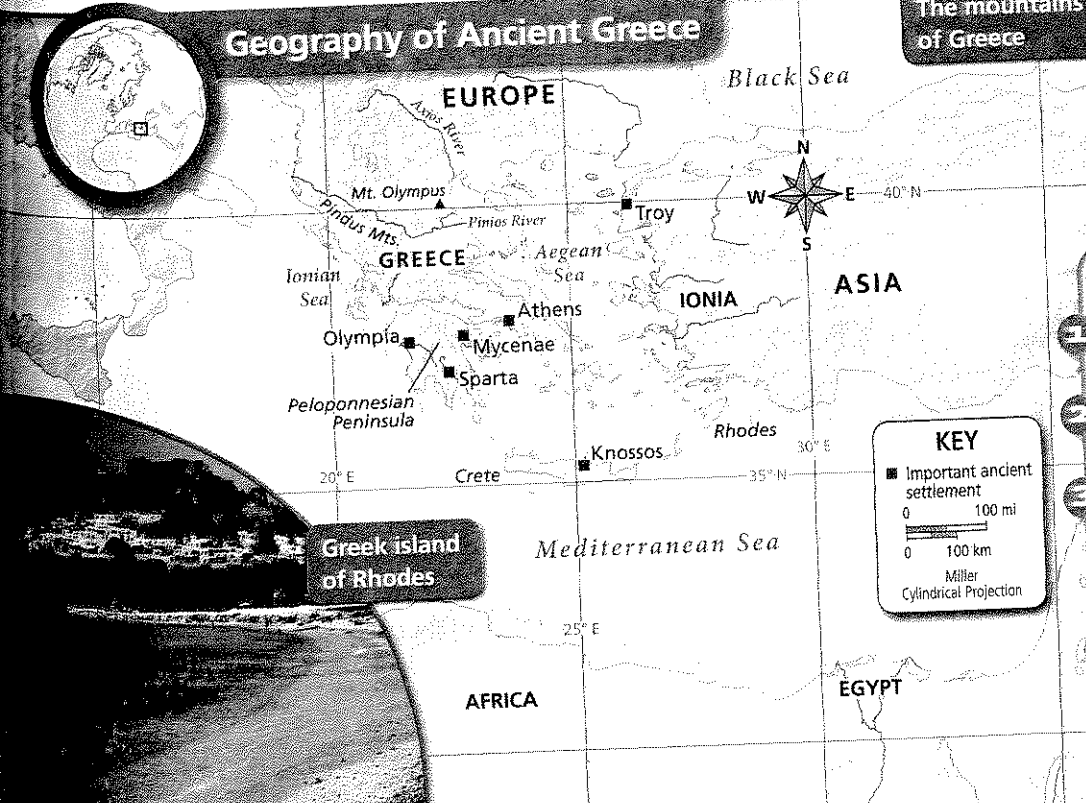 Geography of Ancient Greece
The mountains
of Greece
Black Sea
EUROPE
Axios River
N
W
E
S
40° N
Mt. Olympus
Pindus Mts.
Pinios River
Troy
GREECE
Aegean
Sea
Ionian
Sea
IONIA
ASIA
Athens
Olympia
Mycenae
Sparta
Peloponnesian
Peninsula
Rhodes
Knossos
30° E
20° E
Crete
35° N
KEY
Important ancient
settlement
0
100 mi
0
100 km
Miller
Cylindrical Projection
Greek island
of Rhodes
Mediterranean Sea
25° E
AFRICA
EGYPT